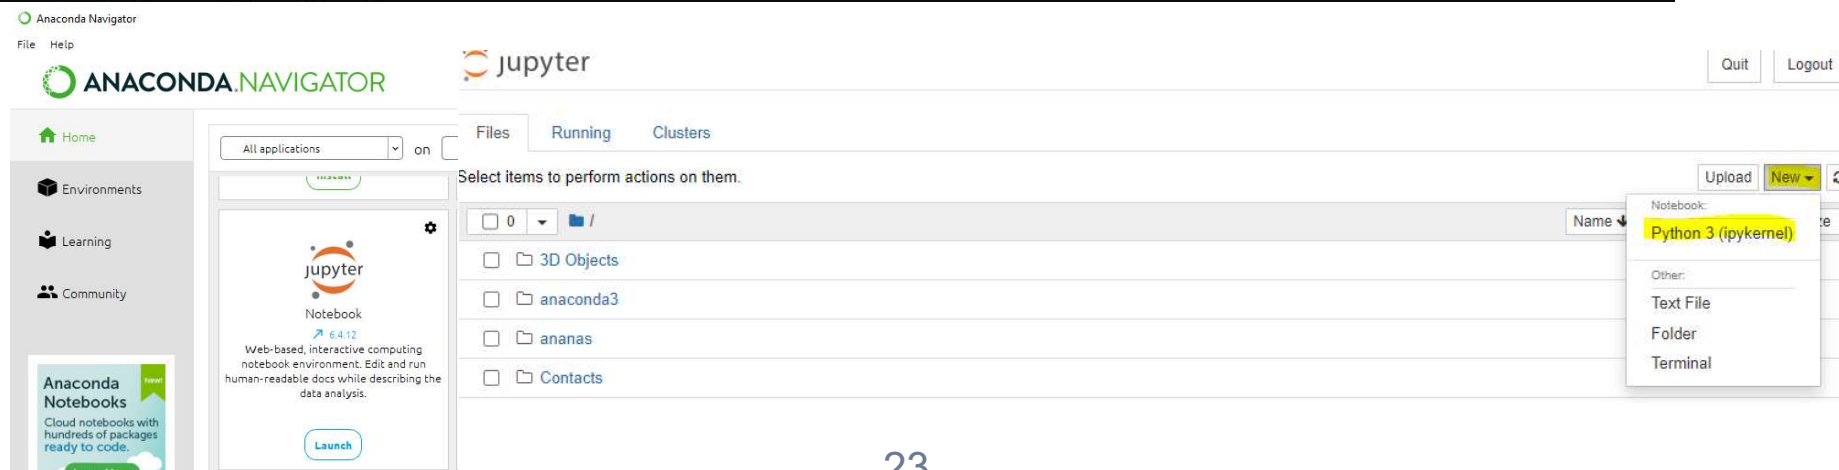 Anaconda Navigator
File Help
ANACONDA.NAVIGATOR
Home
Environments
Learning
Community
Anaconda
Notebooks
New!
Cloud notebooks with
hundreds of packages
ready to code.
All applications
on
Install
jupyter
Notebook
6.4.12
Web-based, interactive computing
notebook environment. Edit and run
human-readable docs while describing the
data analysis.
Launch
jupyter
Quit
Logout
Files Running Clusters
Select items to perform actions on them.
Upload
New
0
/
Name
3D Objects
anaconda3
ananas
Contacts
Notebook:
Python 3 (ipykernel)
Other:
Text File
Folder
Terminal
23